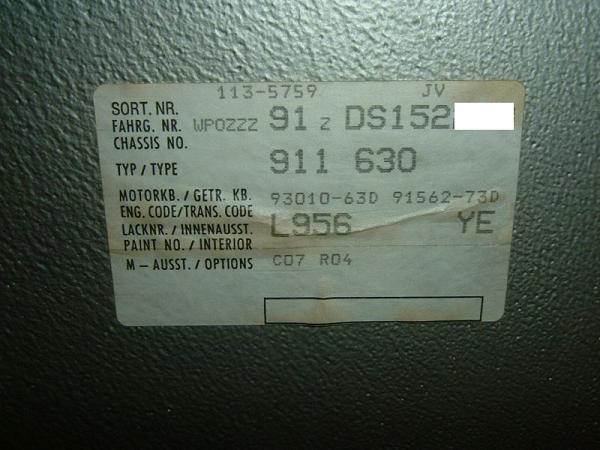 113-5759 JV
SORT. NR.
FAHRG. NR. WPOZZZ 91 Z DS152
CHASSIS NO.
TYP / TYPE 911 630
MOTORKB. / GETR. KB. 93010-63D 91562-73D
ENG. CODE/TRANS. CODE
LACKNR. / INNENAUSST. L956 YE
PAINT NO. / INTERIOR
M – AUSST. / OPTIONS C07 R04